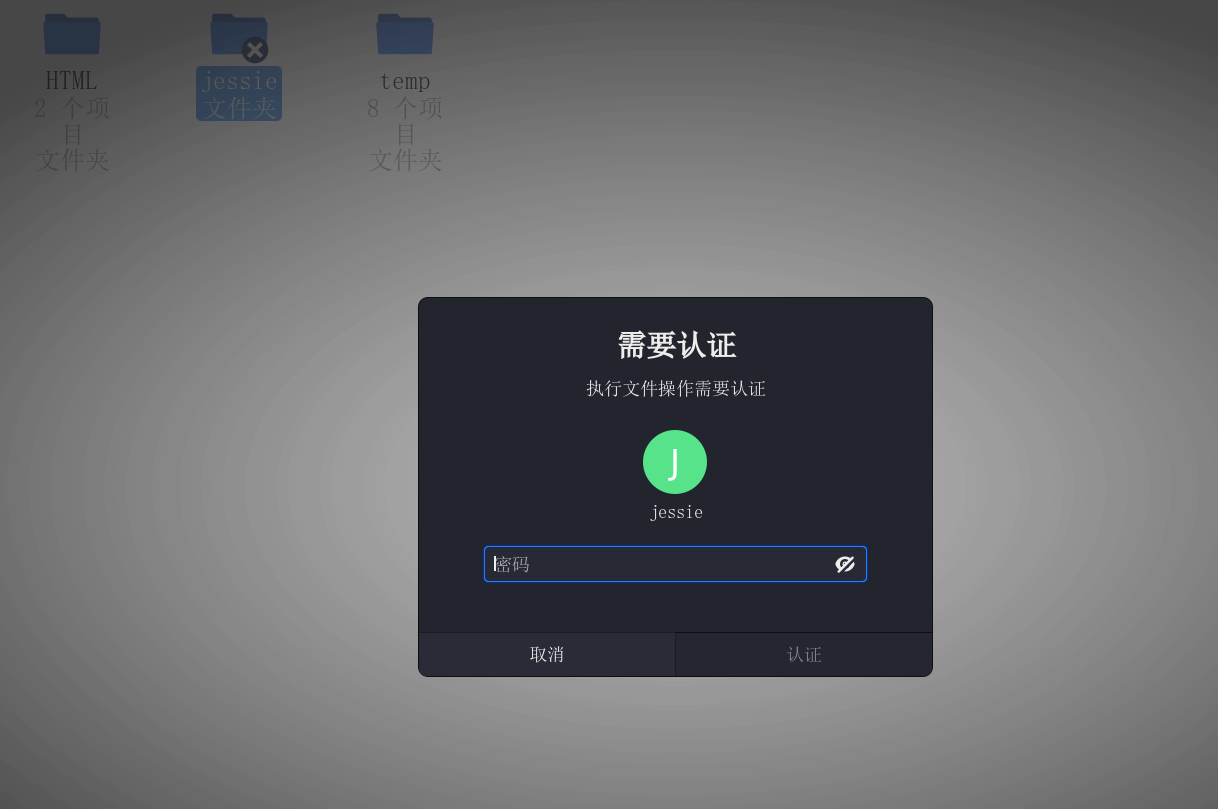 HTML
2 个项
目
文件夹
jessie
文件夹
temp
8 个项
目
文件夹
需要认证
执行文件操作需要认证
J
jessie
密码
取消
认证